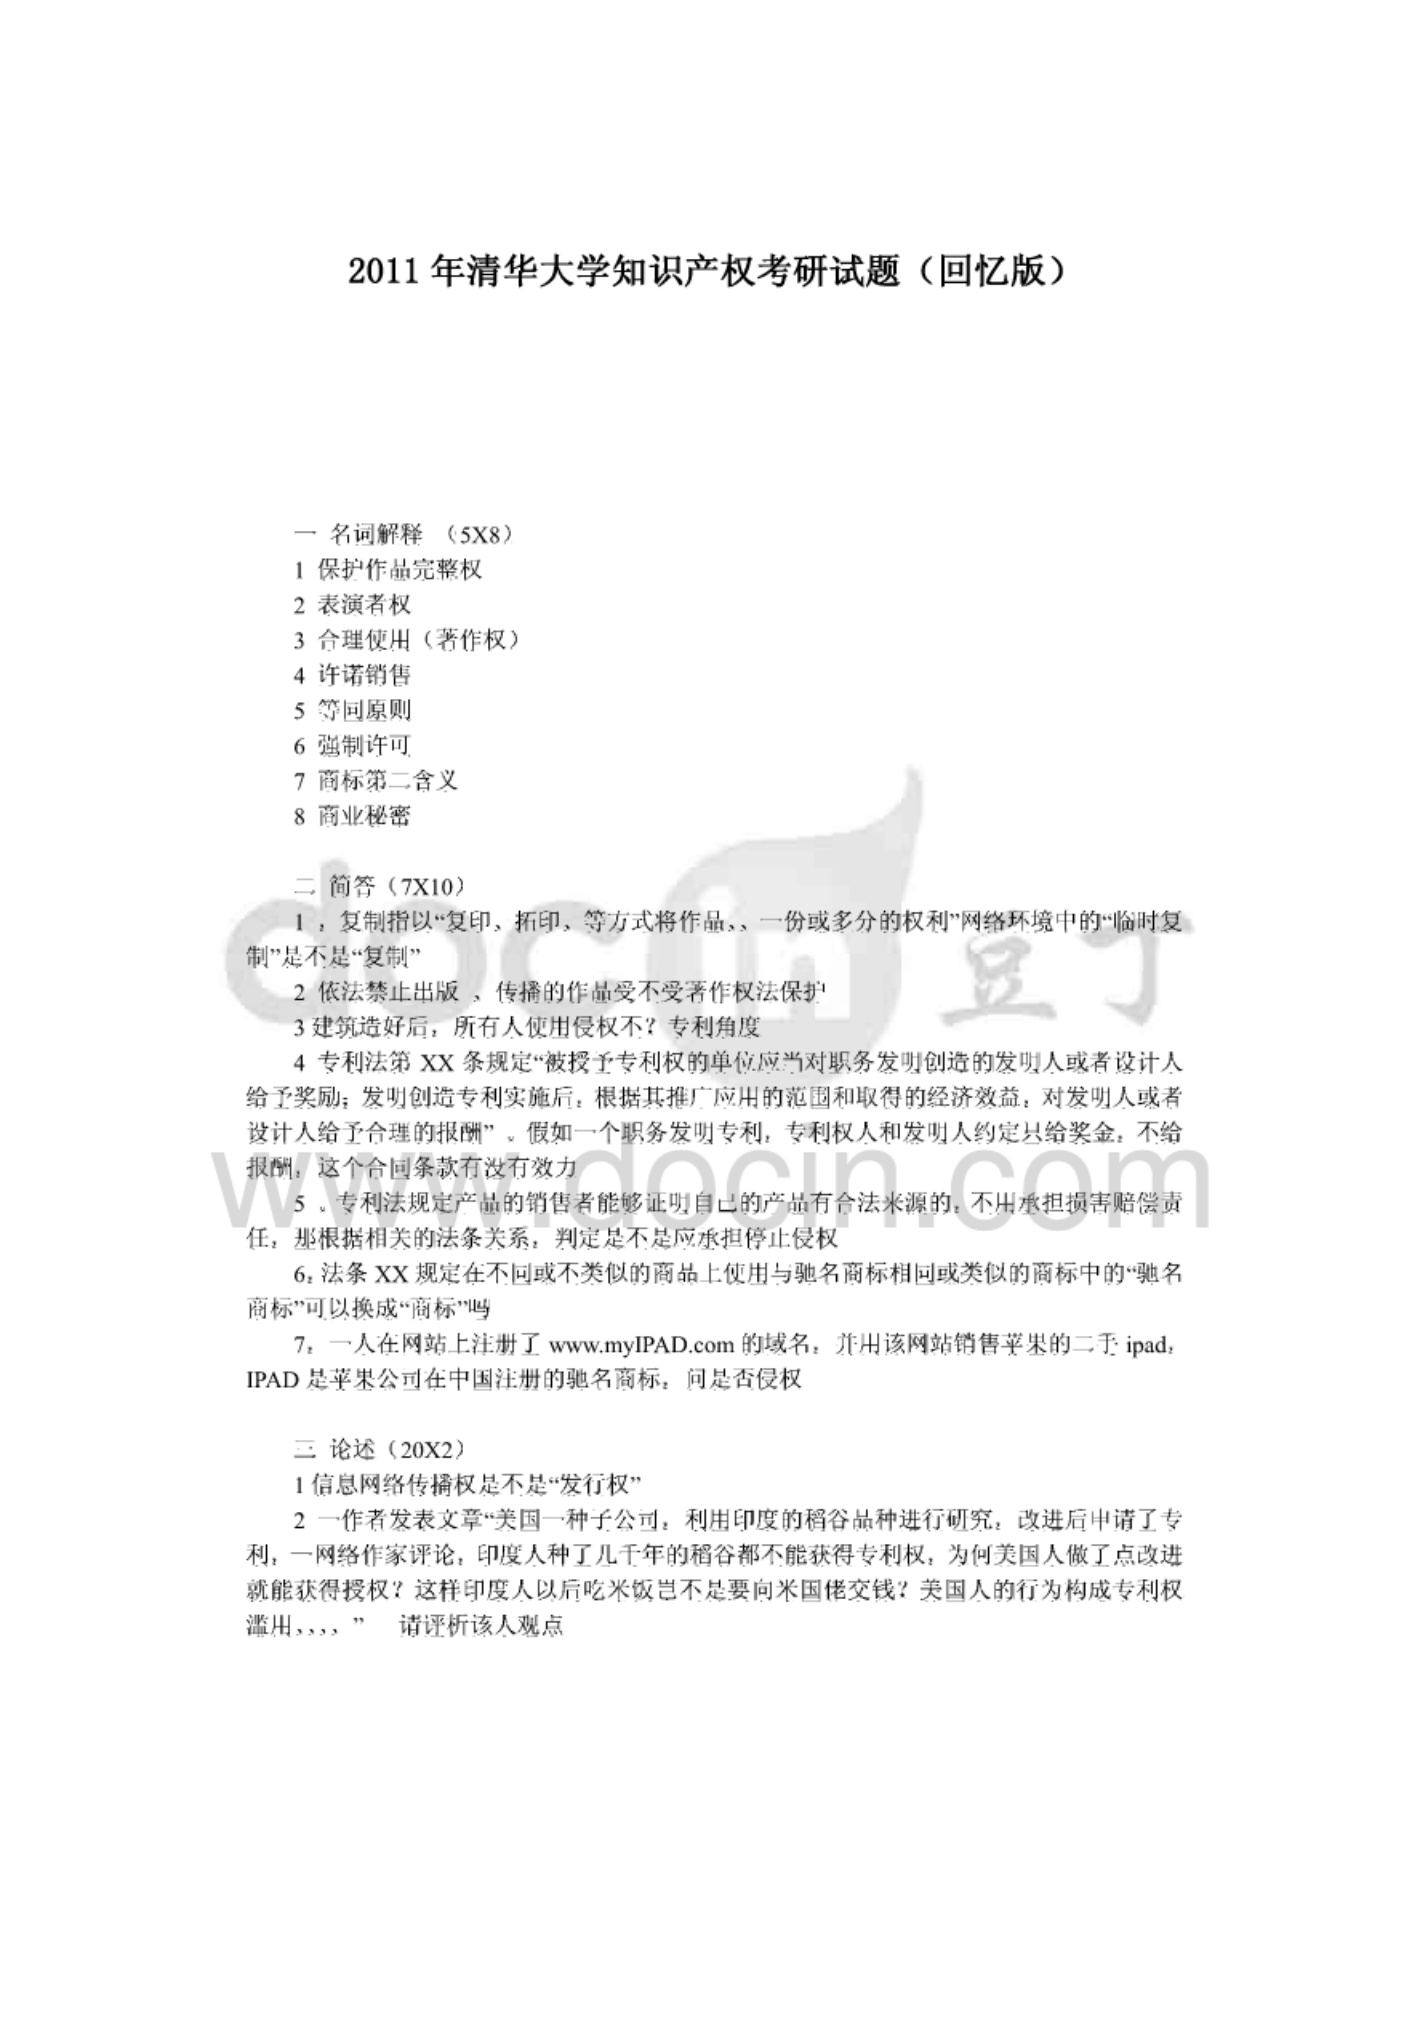 2011 年清华大学知识产权考研试题（回忆版）
一 名词解释 （5X8）
1 保护作品完整权
2 表演者权
3 合理使用（著作权）
4 许诺销售
5 等同原则
6 强制许可
7 商标第二含义
8 商业秘密
二 简答（7X10）
1 ，复制指以“复印、拓印、等方式将作品、、一份或多分的权利”网络环境中的“临时复
制”是不是“复制”
2 依法禁止出版 、传播的作品受不受著作权法保护
3 建筑造好后，所有人使用侵权不？专利角度
4 专利法第 XX 条规定“被授予专利权的单位应当对职务发明创造的发明人或者设计人
给予奖励；发明创造专利实施后，根据其推广应用的范围和取得的经济效益，对发明人或者
设计人给予合理的报酬” 。假如一个职务发明专利，专利权人和发明人约定只给奖金，不给
报酬，这个合同条款有没有效力
5 。专利法规定产品的销售者能够证明自己的产品有合法来源的，不用承担损害赔偿责
任，那根据相关的法条关系，判定是不是应承担停止侵权
6，法条 XX 规定在不同或不类似的商品上使用与驰名商标相同或类似的商标中的“驰名
商标”可以换成“商标”吗
7，一人在网站上注册了 www.myIPAD.com 的域名，并用该网站销售苹果的二手 ipad，
IPAD 是苹果公司在中国注册的驰名商标，问是否侵权
三 论述（20X2）
1 信息网络传播权是不是“发行权”
2 一作者发表文章“美国一种子公司，利用印度的稻谷品种进行研究，改进后申请了专
利，一网络作家评论，印度人种了几千年的稻谷都不能获得专利权，为何美国人做了点改进
就能获得授权？这样印度人以后吃米饭岂不是要向米国佬交钱？美国人的行为构成专利权
滥用，，，， ” 请评析该人观点
docin 豆丁
www.docin.com